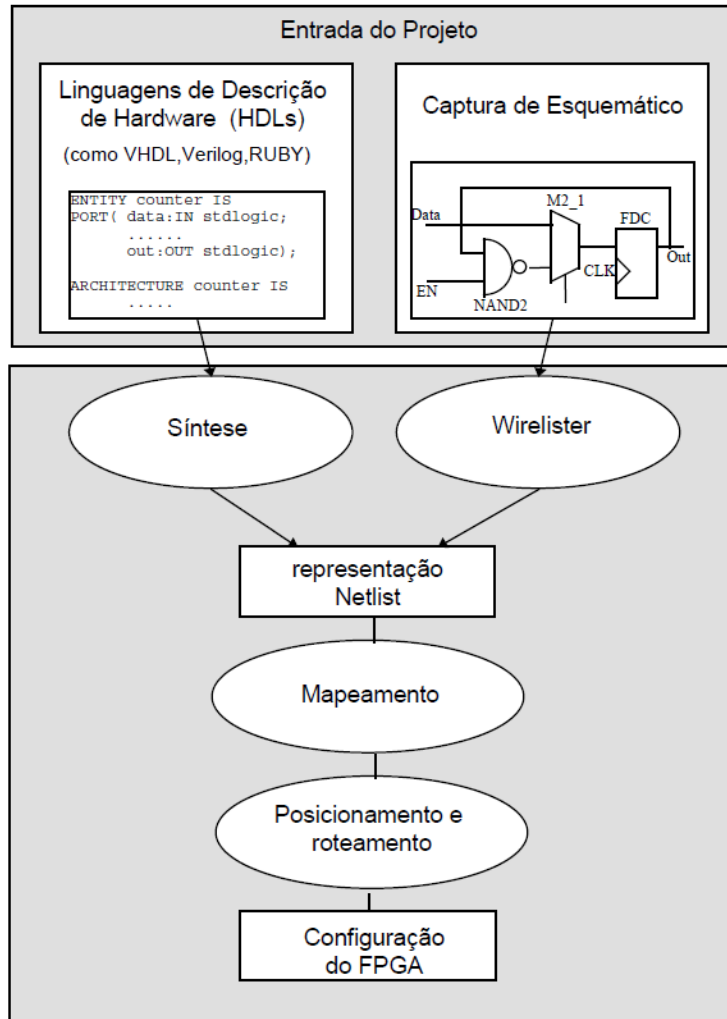 Entrada do Projeto
Linguagens de Descrição
de Hardware (HDLs)
(como VHDL,Verilog,RUBY)
ENTITY counter IS
PORT( data:IN stdlogic;
......
out:OUT stdlogic);
ARCHITECTURE counter IS
.....
Captura de Esquemático
M2_1
Data
FDC
CLK
Out
EN
NAND2
Síntese
Wirelister
representação
Netlist
Mapeamento
Posicionamento e
roteamento
Configuração
do FPGA